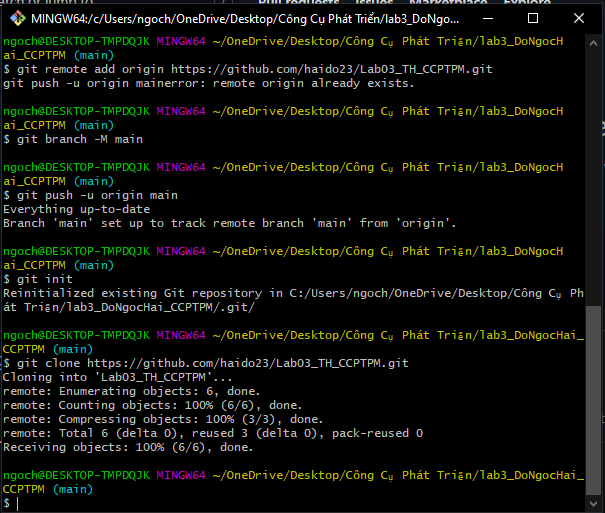 MINGW64:/c/Users/ngoch/OneDrive/Desktop/Công Cụ Phát Triển/lab3_DoNgo...
ngoch@DESKTOP-TMPDQJK MINGW64 ~/OneDrive/Desktop/Công Cụ Phát Triển/lab3_DoNgocH
ai_CCPTPM (main)
$ git remote add origin https://github.com/haido23/Lab03_TH_CCPTPM.git
git push -u origin mainerror: remote origin already exists.
ngoch@DESKTOP-TMPDQJK MINGW64 ~/OneDrive/Desktop/Công Cụ Phát Triển/lab3_DoNgocH
ai_CCPTPM (main)
$ git branch -M main
ngoch@DESKTOP-TMPDQJK MINGW64 ~/OneDrive/Desktop/Công Cụ Phát Triển/lab3_DoNgocH
ai_CCPTPM (main)
$ git push -u origin main
Everything up-to-date
Branch 'main' set up to track remote branch 'main' from 'origin'.
ngoch@DESKTOP-TMPDQJK MINGW64 ~/OneDrive/Desktop/Công Cụ Phát Triển/lab3_DoNgocH
ai_CCPTPM (main)
$ git init
Reinitialized existing Git repository in C:/Users/ngoch/OneDrive/Desktop/Công Cụ Ph
át Triển/lab3_DoNgocHai_CCPTPM/.git/
ngoch@DESKTOP-TMPDQJK MINGW64 ~/OneDrive/Desktop/Công Cụ Phát Triển/lab3_DoNgocHai_
CCPTPM (main)
$ git clone https://github.com/haido23/Lab03_TH_CCPTPM.git
Cloning into 'Lab03_TH_CCPTPM'...
remote: Enumerating objects: 6, done.
remote: Counting objects: 100% (6/6), done.
remote: Compressing objects: 100% (3/3), done.
remote: Total 6 (delta 0), reused 3 (delta 0), pack-reused 0
Receiving objects: 100% (6/6), done.
ngoch@DESKTOP-TMPDQJK MINGW64 ~/OneDrive/Desktop/Công Cụ Phát Triển/lab3_DoNgocHai_
CCPTPM (main)
$